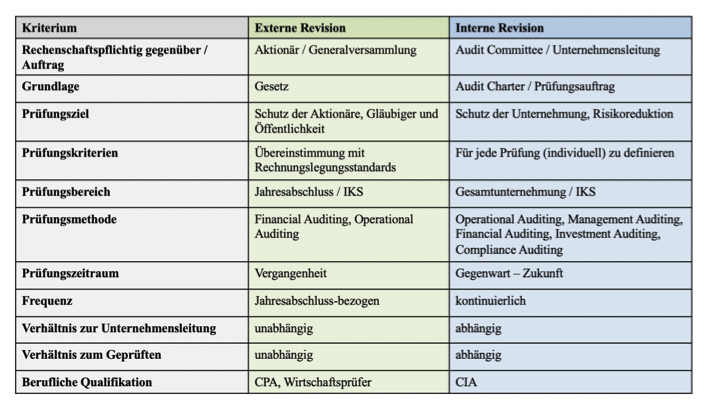 Kriterium Externe Revision Interne Revision
Rechenschaftspflichtig gegenüber / Aktionär / Generalversammlung Audit Committee / Unternehmensleitung
Auftrag
Grundlage Gesetz Audit Charter / Prüfungsauftrag
Prüfungsziel Schutz der Aktionäre, Gläubiger und Schutz der Unternehmung, Risikoreduktion
Öffentlichkeit
Prüfungskriterien Übereinstimmung mit Für jede Prüfung (individuell) zu definieren
Rechnungslegungsstandards
Prüfungsbereich Jahresabschluss / IKS Gesamtunternehmung / IKS
Prüfungsmethode Financial Auditing, Operational Operational Auditing, Management Auditing,
Auditing Financial Auditing, Investment Auditing,
Compliance Auditing
Prüfungszeitraum Vergangenheit Gegenwart – Zukunft
Frequenz Jahresabschluss-bezogen kontinuierlich
Verhältnis zur Unternehmensleitung unabhängig abhängig
Verhältnis zum Geprüften unabhängig abhängig
Berufliche Qualifikation CPA, Wirtschaftsprüfer CIA